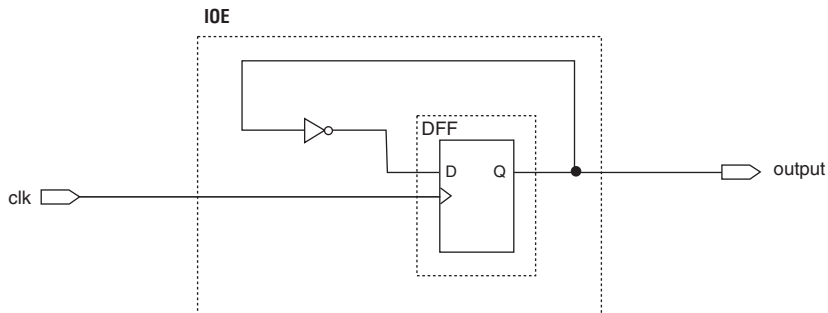 IOE
DFF
D
Q
clk
output